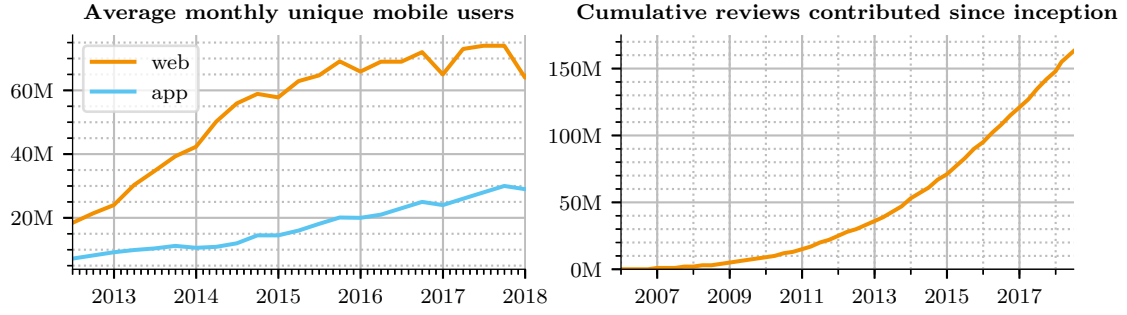 Average monthly unique mobile users
web
app
60M
40M
20M
2013 2014 2015 2016 2017 2018
Cumulative reviews contributed since inception
150M
100M
50M
0M
2007 2009 2011 2013 2015 2017